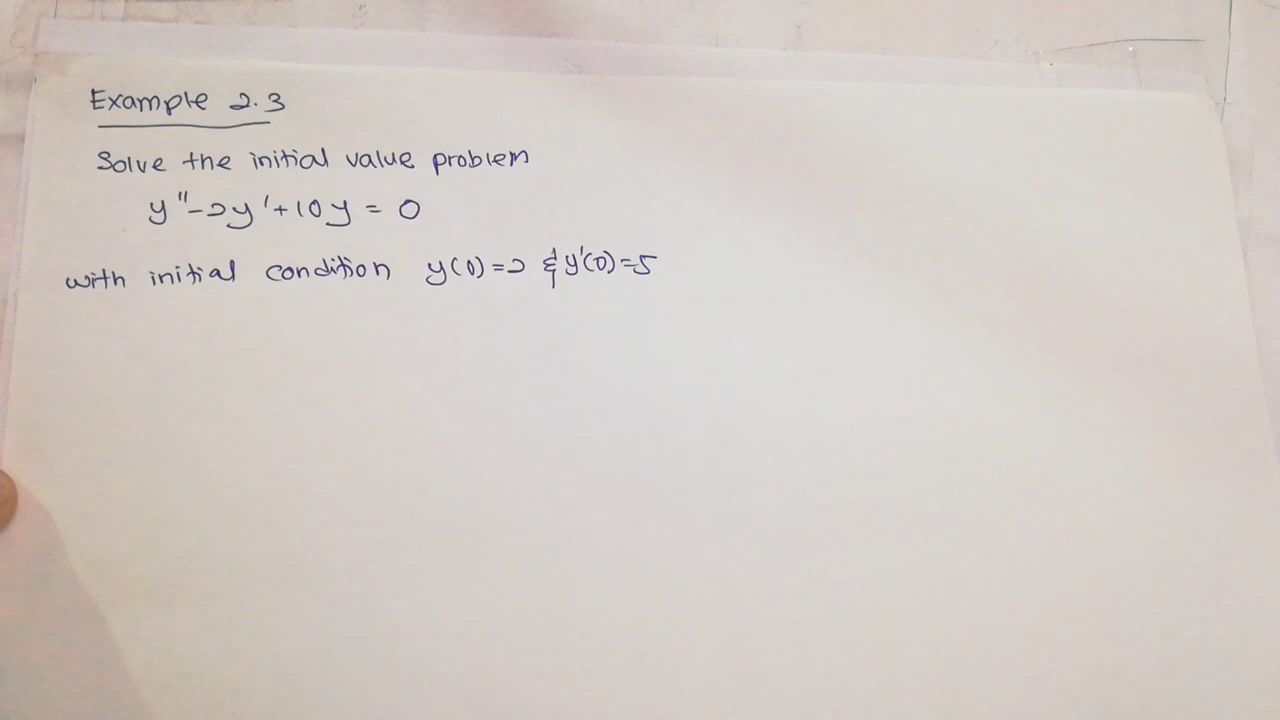 Example 2.3
Solve the initial value problem
y"-2y'+10y = 0
with initial condition y(0)=2 & y'(0)=5